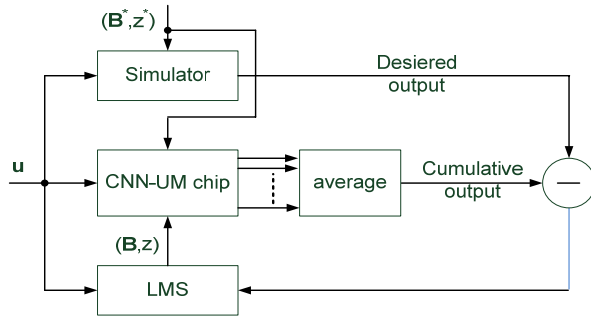 (B*,z*)
Simulator
Desiered
output
u
CNN-UM chip
average
Cumulative
output
(B,z)
LMS